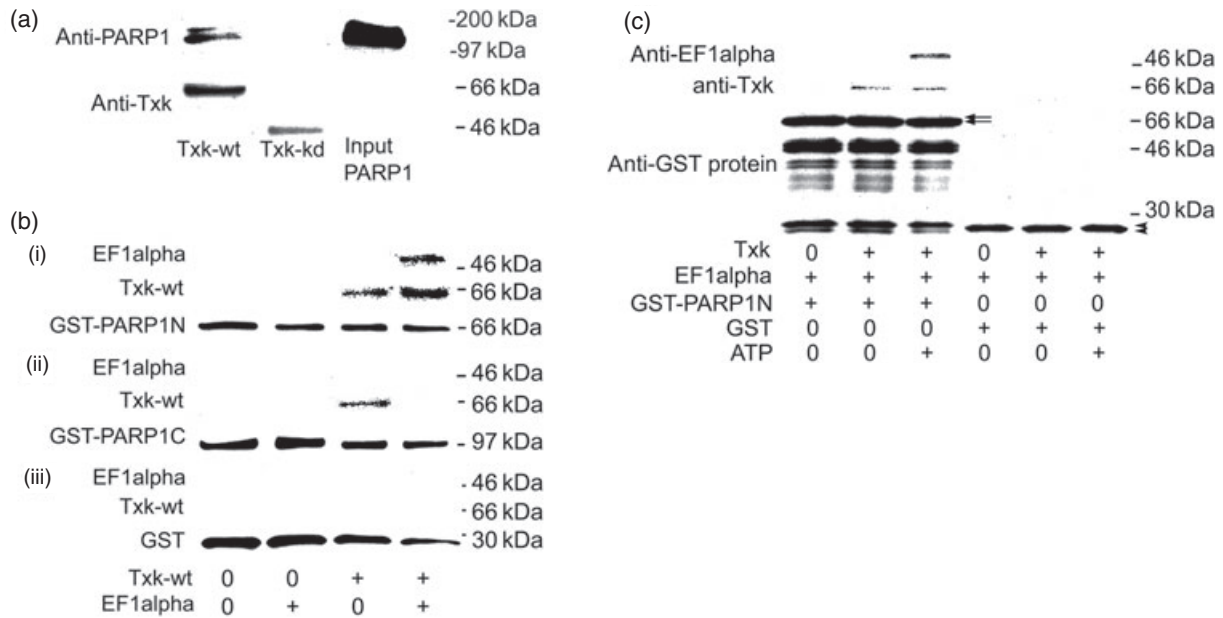 (a)
Anti-PARP1
Anti-Txk
Txk-wt Txk-kd Input PARP1
-200 kDa
-97 kDa
- 66 kDa
- 46 kDa
(b)
(i)
EF1alpha
- 46 kDa
Txk-wt
- 66 kDa
GST-PARP1N
- 66 kDa
(ii)
EF1alpha
- 46 kDa
Txk-wt
- 66 kDa
GST-PARP1C
- 97 kDa
(iii)
EF1alpha
- 46 kDa
Txk-wt
- 66 kDa
GST
- 30 kDa
Txk-wt 0 0 + +
EF1alpha 0 + 0 +
(c)
Anti-EF1alpha
- 46 kDa
anti-Txk
- 66 kDa
- 66 kDa
- 46 kDa
Anti-GST protein
- 30 kDa
Txk 0 + + 0 + +
EF1alpha + + + + + +
GST-PARP1N + + + 0 0 0
GST 0 0 0 + + +
ATP 0 0 + 0 0 +